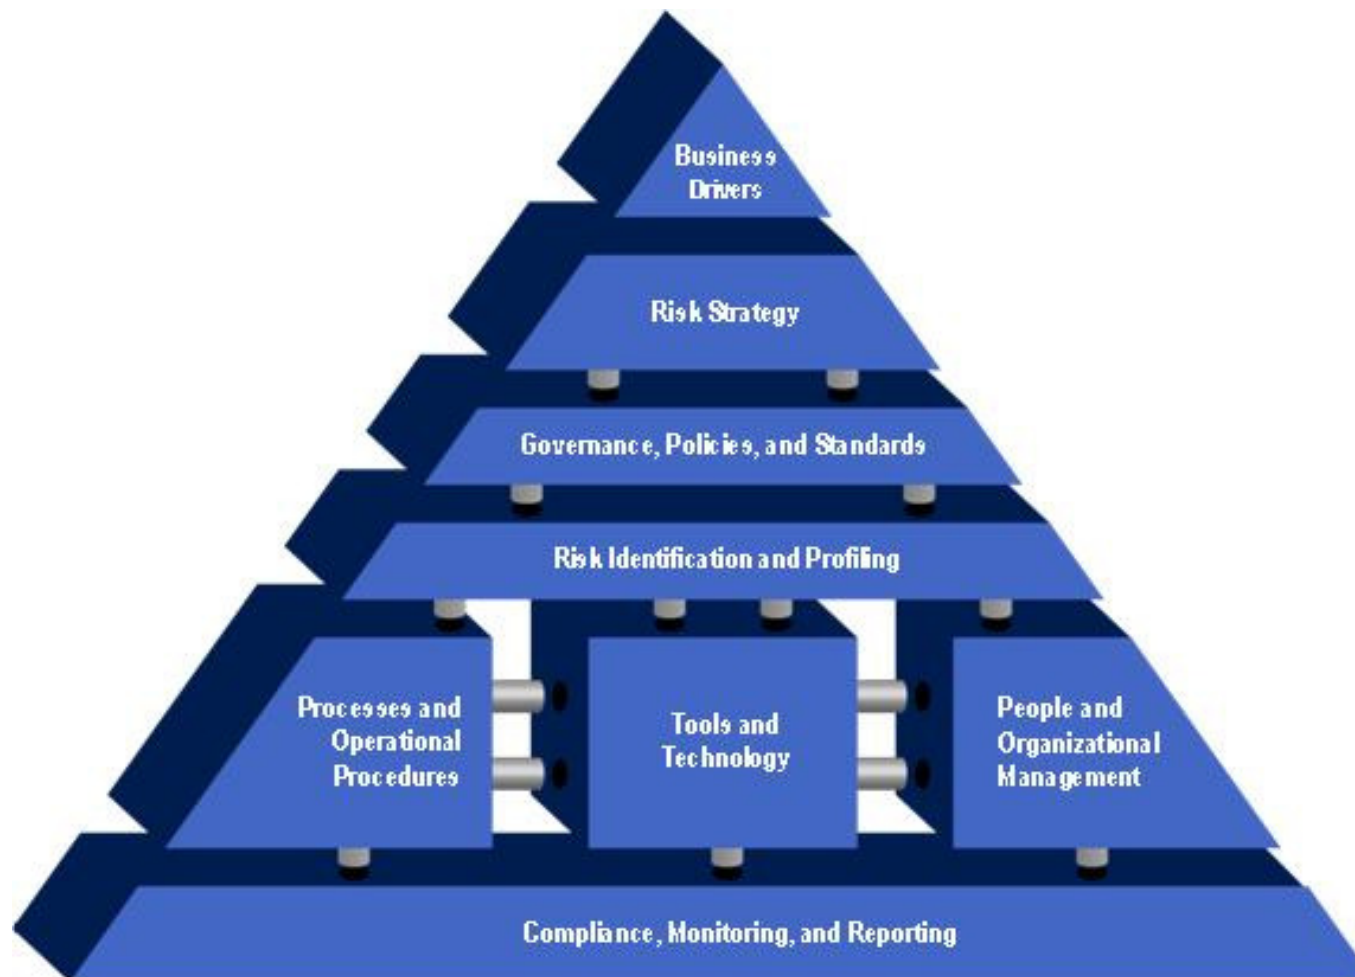 Business
Drivers
Risk Strategy
Governance, Policies, and Standards
Risk Identification and Profiling
Processes and
Operational
Procedures
Tools and
Technology
People and
Organizational
Management
Compliance, Monitoring, and Reporting